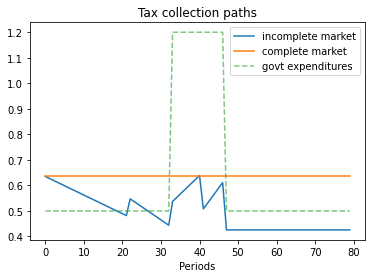 Tax collection paths
incomplete market
complete market
govt expenditures
1.2
1.1
1.0
0.9
0.8
0.7
0.6
0.5
0.4
0 10 20 30 40 50 60 70 80
Periods